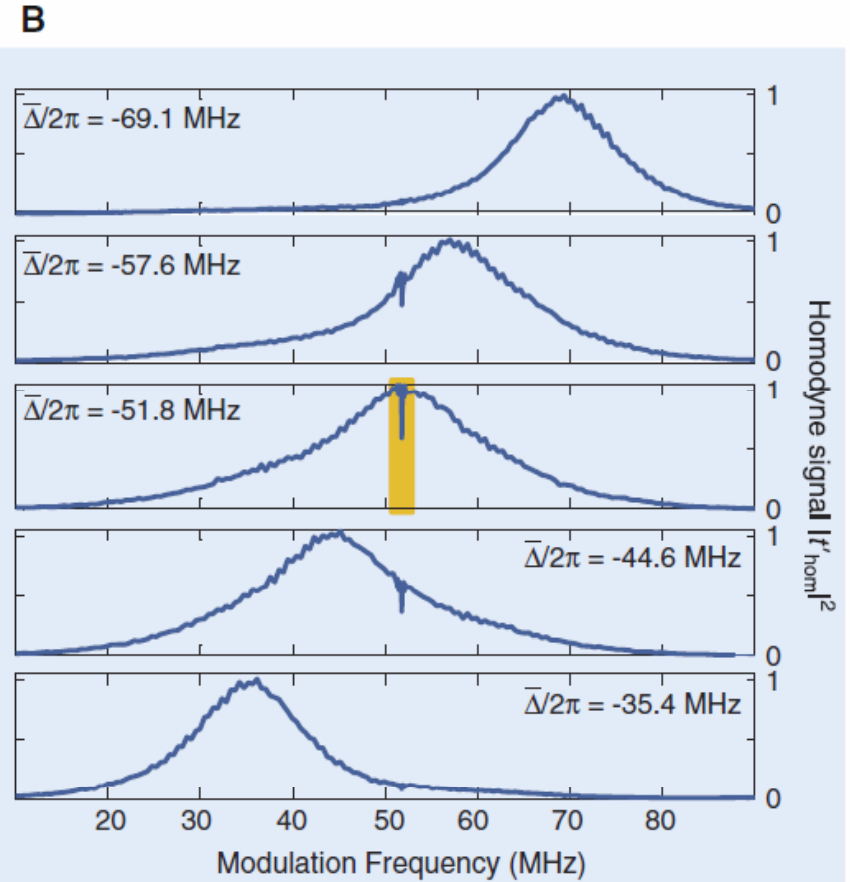 B
Δ̅/2π = -69.1 MHz
1
0
Δ̅/2π = -57.6 MHz
1
0
Δ̅/2π = -51.8 MHz
1
0
Δ̅/2π = -44.6 MHz
1
0
Δ̅/2π = -35.4 MHz
1
0
20 30 40 50 60 70 80
Modulation Frequency (MHz)
Homodyne signal |t′hom|²